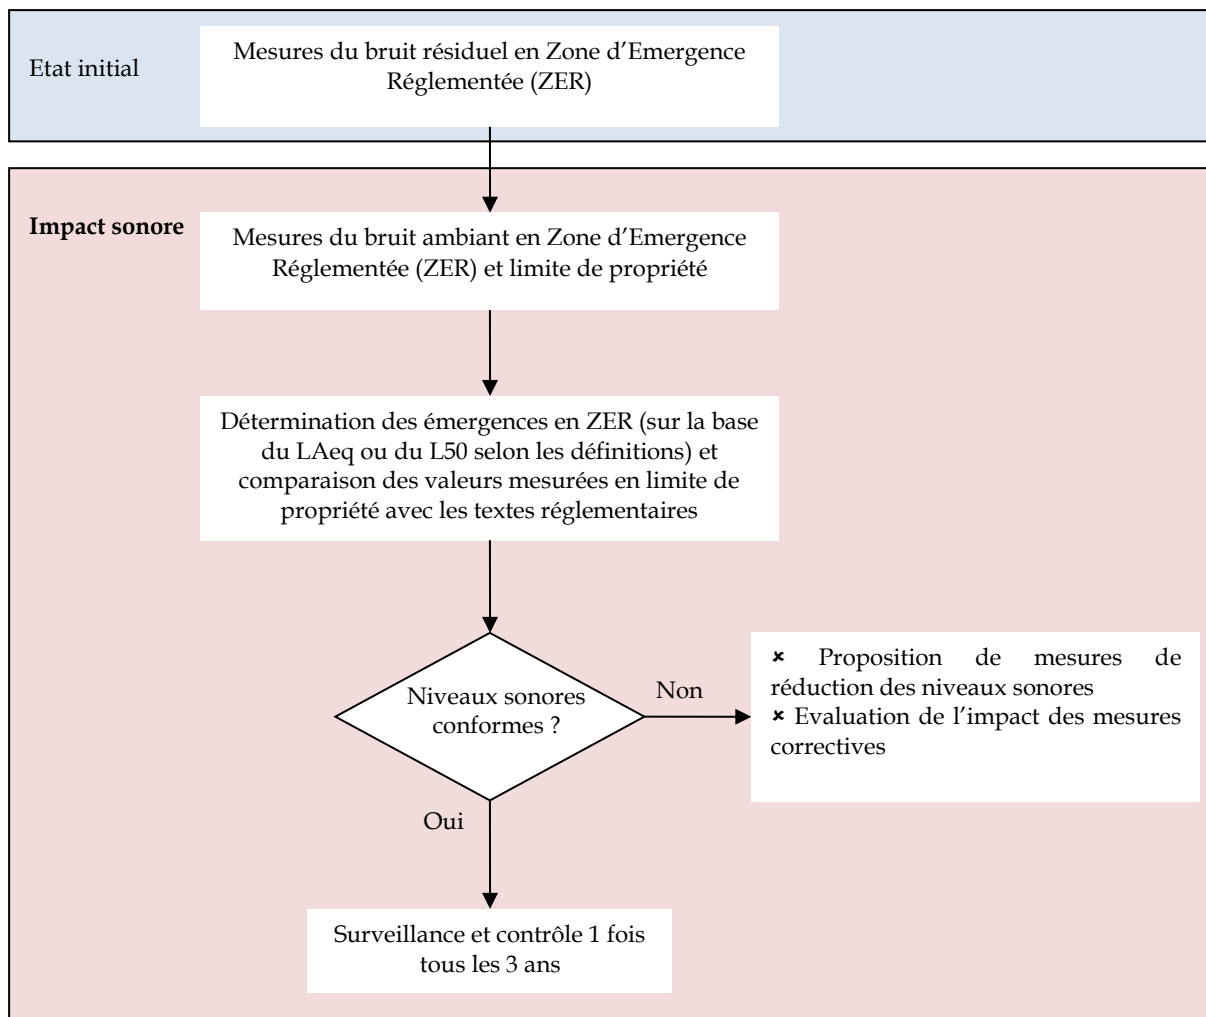 Etat initial
Mesures du bruit résiduel en Zone d’Emergence
Réglementée (ZER)
Impact sonore
Mesures du bruit ambiant en Zone d’Emergence
Réglementée (ZER) et limite de propriété
Détermination des émergences en ZER (sur la base
du LAeq ou du L50 selon les définitions) et
comparaison des valeurs mesurées en limite de
propriété avec les textes réglementaires
Niveaux sonores
conformes ?
Non
× Proposition de mesures de
réduction des niveaux sonores
× Evaluation de l’impact des mesures
correctives
Oui
Surveillance et contrôle 1 fois
tous les 3 ans